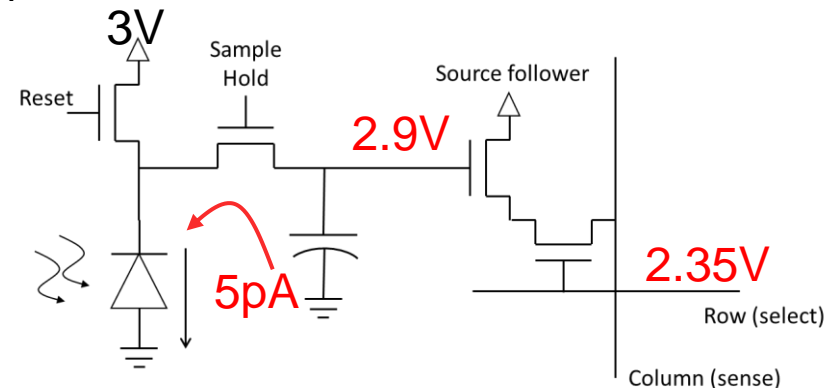 3V
Sample
Hold
Reset
Source follower
2.9V
5pA
2.35V
Row (select)
Column (sense)